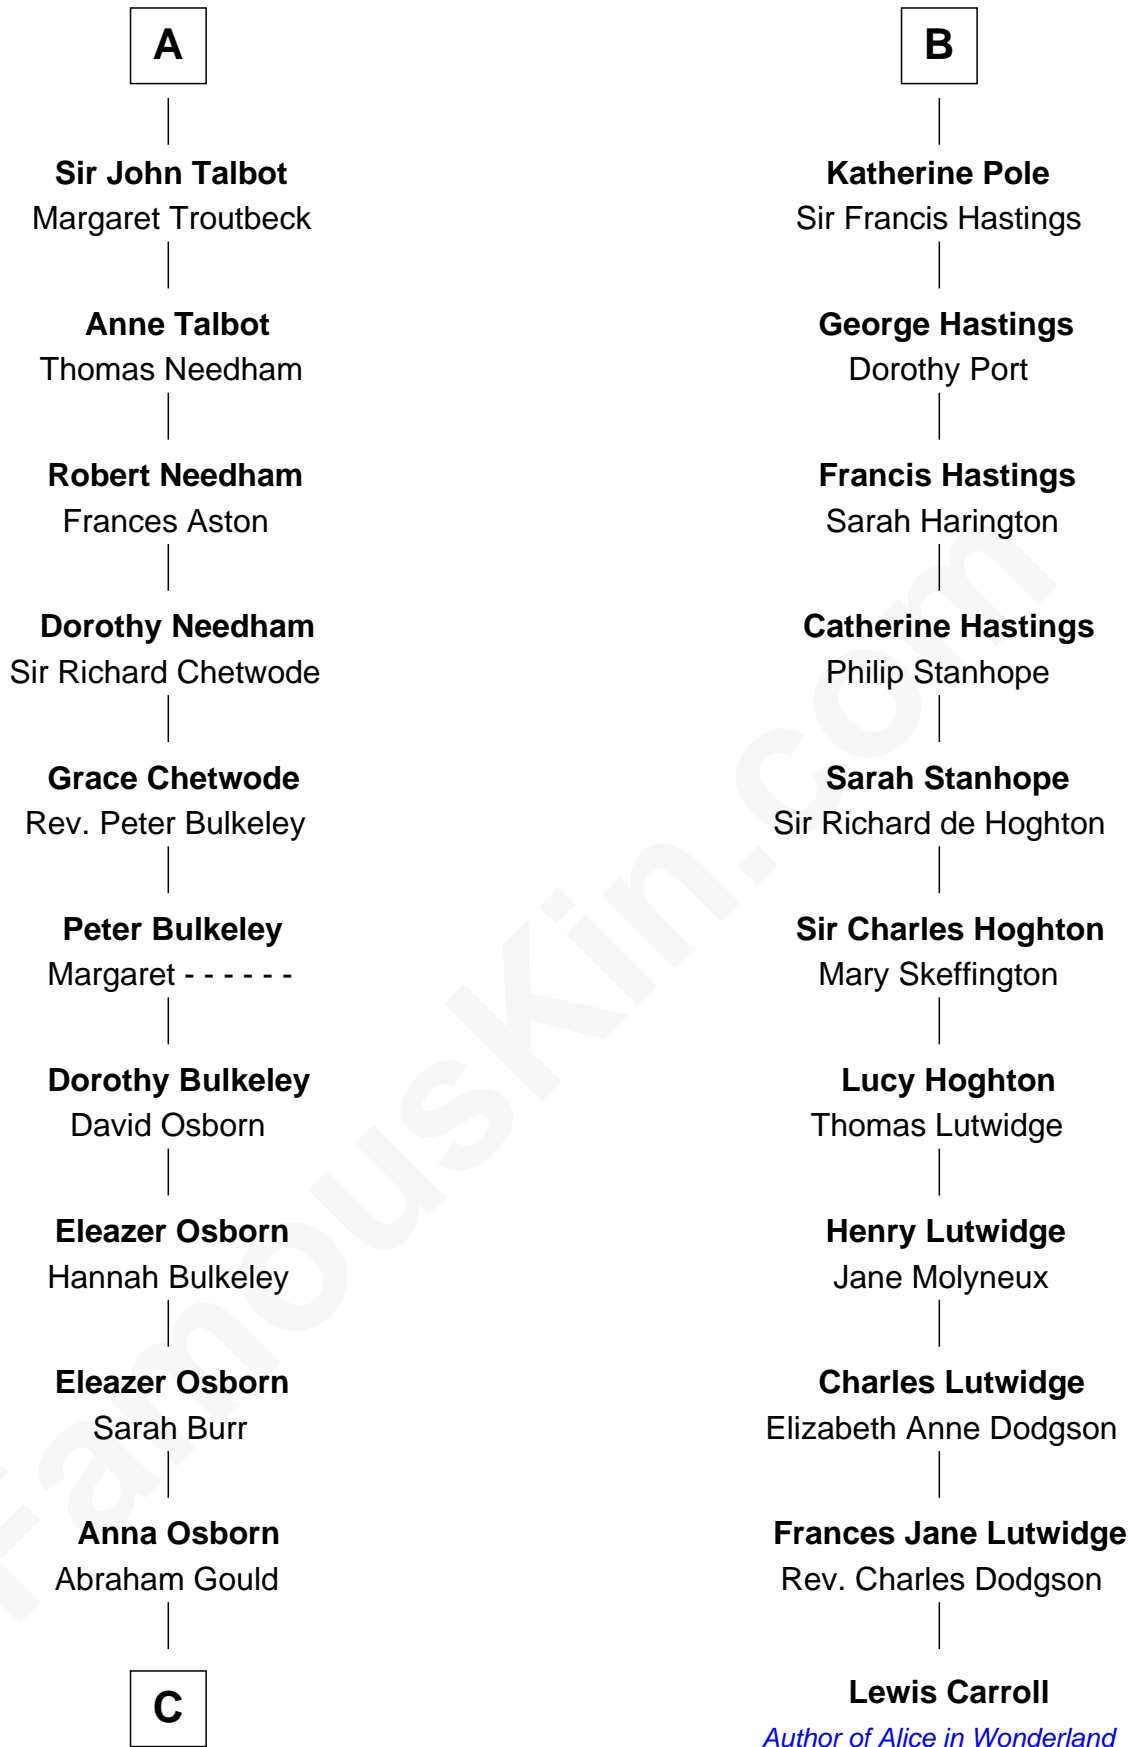 A
Sir John Talbot
Margaret Troutbeck
Anne Talbot
Thomas Needham
Robert Needham
Frances Aston
Dorothy Needham
Sir Richard Chetwode
Grace Chetwode
Rev. Peter Bulkeley
Peter Bulkeley
Margaret - - - - - -
Dorothy Bulkeley
David Osborn
Eleazer Osborn
Hannah Bulkeley
Eleazer Osborn
Sarah Burr
Anna Osborn
Abraham Gould
C
B
Katherine Pole
Sir Francis Hastings
George Hastings
Dorothy Port
Francis Hastings
Sarah Harington
Catherine Hastings
Philip Stanhope
Sarah Stanhope
Sir Richard de Hoghton
Sir Charles Hoghton
Mary Skeffington
Lucy Hoghton
Thomas Lutwidge
Henry Lutwidge
Jane Molyneux
Charles Lutwidge
Elizabeth Anne Dodgson
Frances Jane Lutwidge
Rev. Charles Dodgson
Lewis Carroll
Author of Alice in Wonderland
FamousKin.com